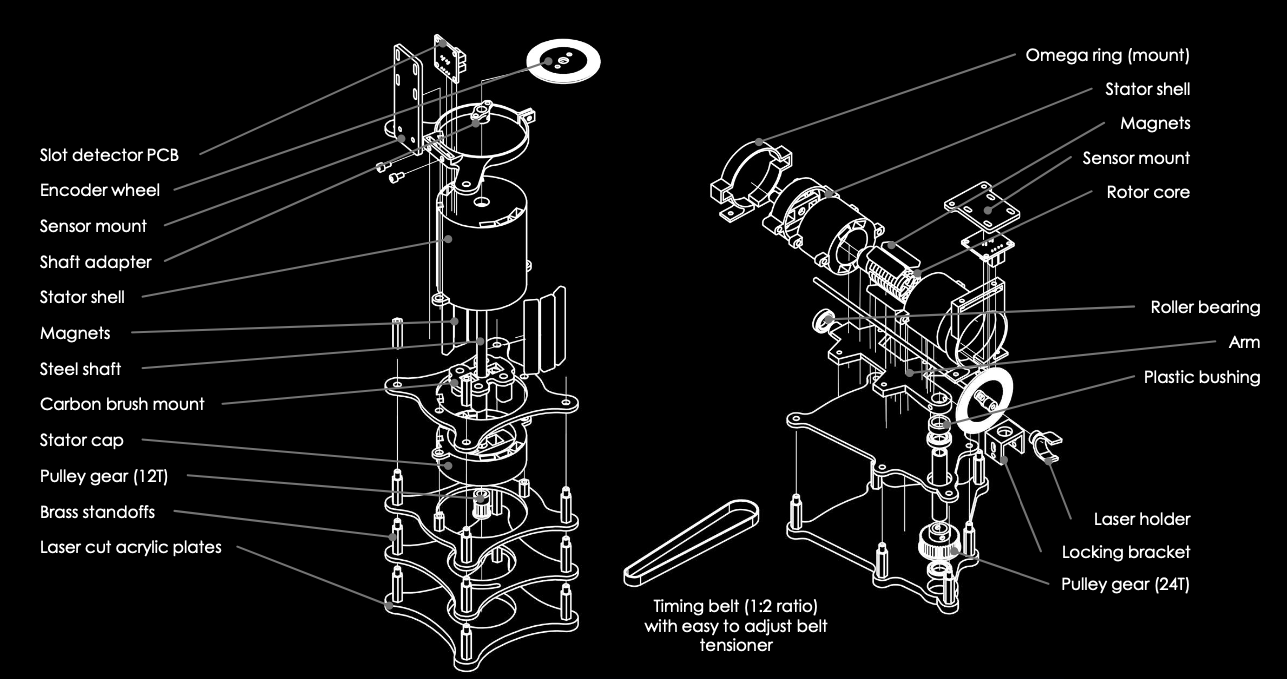 Slot detector PCB
Encoder wheel
Sensor mount
Shaft adapter
Stator shell
Magnets
Steel shaft
Carbon brush mount
Stator cap
Pulley gear (12T)
Brass standoffs
Laser cut acrylic plates
Timing belt (1:2 ratio)
with easy to adjust belt
tensioner
Omega ring (mount)
Stator shell
Magnets
Sensor mount
Rotor core
Roller bearing
Arm
Plastic bushing
Laser holder
Locking bracket
Pulley gear (24T)